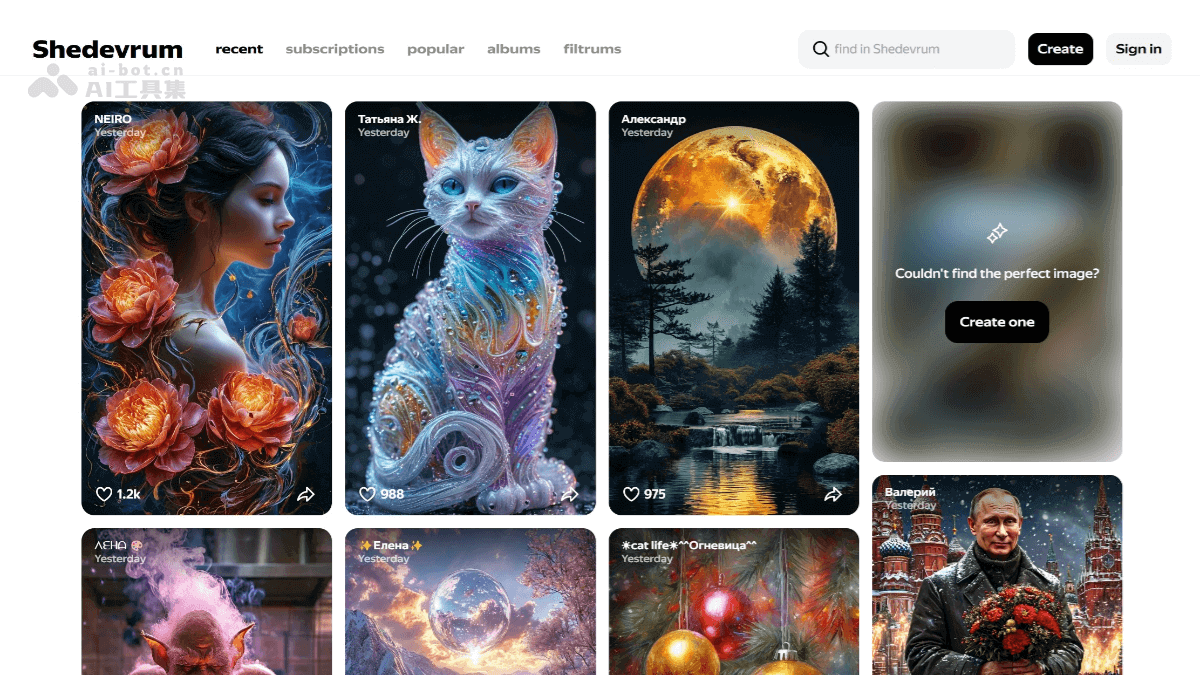 Shedevrum
recent subscriptions popular albums filtrums
find in Shedevrum
Create
Sign in
ai-bot.cn
AI工具集
NEIRO
Yesterday
1.2k
Татьяна Ж.
Yesterday
988
Александр
Yesterday
975
Couldn't find the perfect image?
Create one
ΛЕНᗩ
Yesterday
✨Елена✨
Yesterday
☀cat life☀^^Огневица^^
Yesterday
Валерий
Yesterday